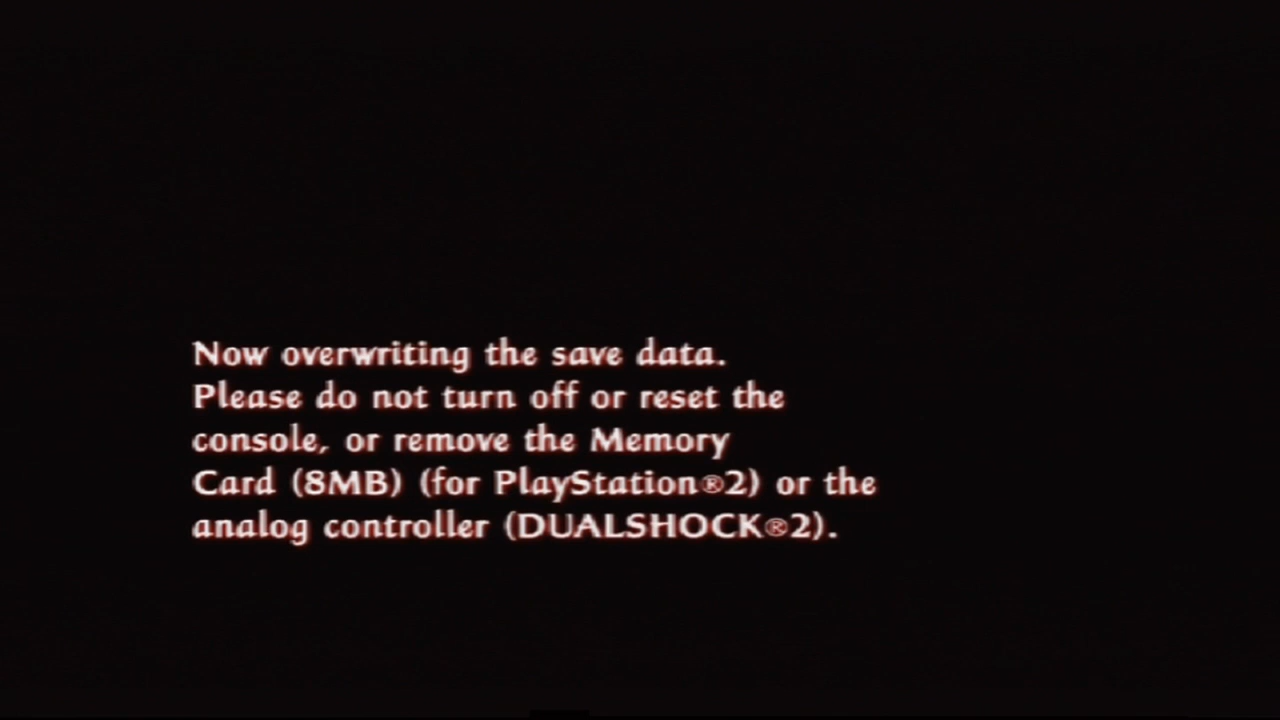 Now overwriting the save data.
Please do not turn off or reset the
console, or remove the Memory
Card (8MB) (for PlayStation®2) or the
analog controller (DUALSHOCK®2).